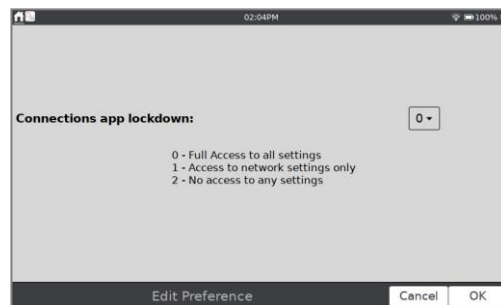 02:04PM 100%
Connections app lockdown: 0
0 - Full Access to all settings
1 - Access to network settings only
2 - No access to any settings
Edit Preference Cancel OK